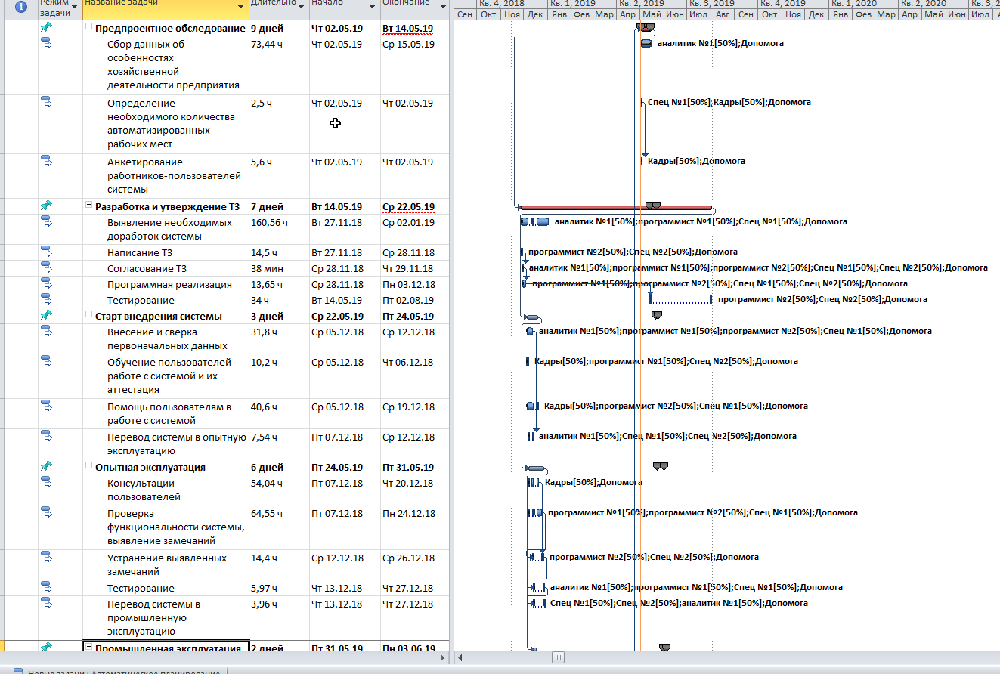 Режим задачи Название задачи Длительно Начало Окончание
Кв. 4, 2018 Кв. 1, 2019 Кв. 2, 2019 Кв. 3, 2019 Кв. 4, 2019 Кв. 1, 2020 Кв. 2, 2020 Кв. 3, 2
Сен Окт Ноя Дек Янв Фев Мар Апр Май Июн Июл Авг Сен Окт Ноя Дек Янв Фев Мар Апр Май Июн Июл
Предпроектное обследование 9 дней Чт 02.05.19 Вт 14.05.19
Сбор данных об 73,44 ч Чт 02.05.19 Ср 15.05.19 аналитик №1[50%];Допомога
особенностях
хозяйственной
деятельности предприятия
Определение 2,5 ч Чт 02.05.19 Чт 02.05.19 Спец №1[50%];Кадры[50%];Допомога
необходимого количества
автоматизированных
рабочих мест
Анкетирование 5,6 ч Чт 02.05.19 Чт 02.05.19 Кадры[50%];Допомога
работников-пользователей
системы
Разработка и утверждение ТЗ 7 дней Вт 14.05.19 Ср 22.05.19
Выявление необходимых 160,56 ч Вт 27.11.18 Ср 02.01.19 аналитик №1[50%];программист №1[50%];Спец №1[50%];Допомога
доработок системы
Написание ТЗ 14,5 ч Вт 27.11.18 Ср 28.11.18 программист №2[50%];Спец №2[50%];Допомога
Согласование ТЗ 38 мин Ср 28.11.18 Чт 29.11.18 аналитик №1[50%];программист №1[50%];программист №2[50%];Спец №1[50%];Спец №2[50%];Допомога
Программная реализация 13,65 ч Ср 28.11.18 Пн 03.12.18 программист №1[50%];программист №2[50%];Спец №1[50%];Спец №2[50%];Допомога
Тестирование 34 ч Вт 14.05.19 Пт 02.08.19 программист №2[50%];Спец №2[50%];Допомога
Старт внедрения системы 3 дней Ср 22.05.19 Пт 24.05.19
Внесение и сверка 31,8 ч Ср 05.12.18 Ср 12.12.18 аналитик №1[50%];программист №1[50%];программист №2[50%];Спец №1[50%];Допомога
первоначальных данных
Обучение пользователей 10,2 ч Ср 05.12.18 Чт 06.12.18 Кадры[50%];программист №1[50%];Спец №2[50%];Допомога
работе с системой и их
аттестация
Помощь пользователям в 40,6 ч Ср 05.12.18 Ср 19.12.18 Кадры[50%];программист №2[50%];Спец №1[50%];Допомога
работе с системой
Перевод системы в опытную 7,54 ч Пт 07.12.18 Ср 12.12.18 аналитик №1[50%];Спец №1[50%];Спец №2[50%];Допомога
эксплуатацию
Опытная эксплуатация 6 дней Пт 24.05.19 Пт 31.05.19
Консультации 54,04 ч Пт 07.12.18 Чт 20.12.18 Кадры[50%];Допомога
пользователей
Проверка 64,55 ч Пт 07.12.18 Пн 24.12.18 программист №1[50%];программист №2[50%];Спец №1[50%];Допомога
функциональности системы,
выявление замечаний
Устранение выявленных 14,4 ч Ср 12.12.18 Ср 26.12.18 программист №2[50%];Спец №2[50%];Допомога
замечаний
Тестирование 5,97 ч Чт 13.12.18 Чт 27.12.18 аналитик №1[50%];программист №1[50%];Спец №1[50%];Допомога
Перевод системы в 3,96 ч Чт 13.12.18 Чт 27.12.18 Спец №1[50%];Спец №2[50%];аналитик №1[50%];Допомога
промышленную
эксплуатацию
Промышленная эксплуатация 2 дней Пт 31.05.19 Пн 03.06.19
Новые задачи : Автоматическое планирование